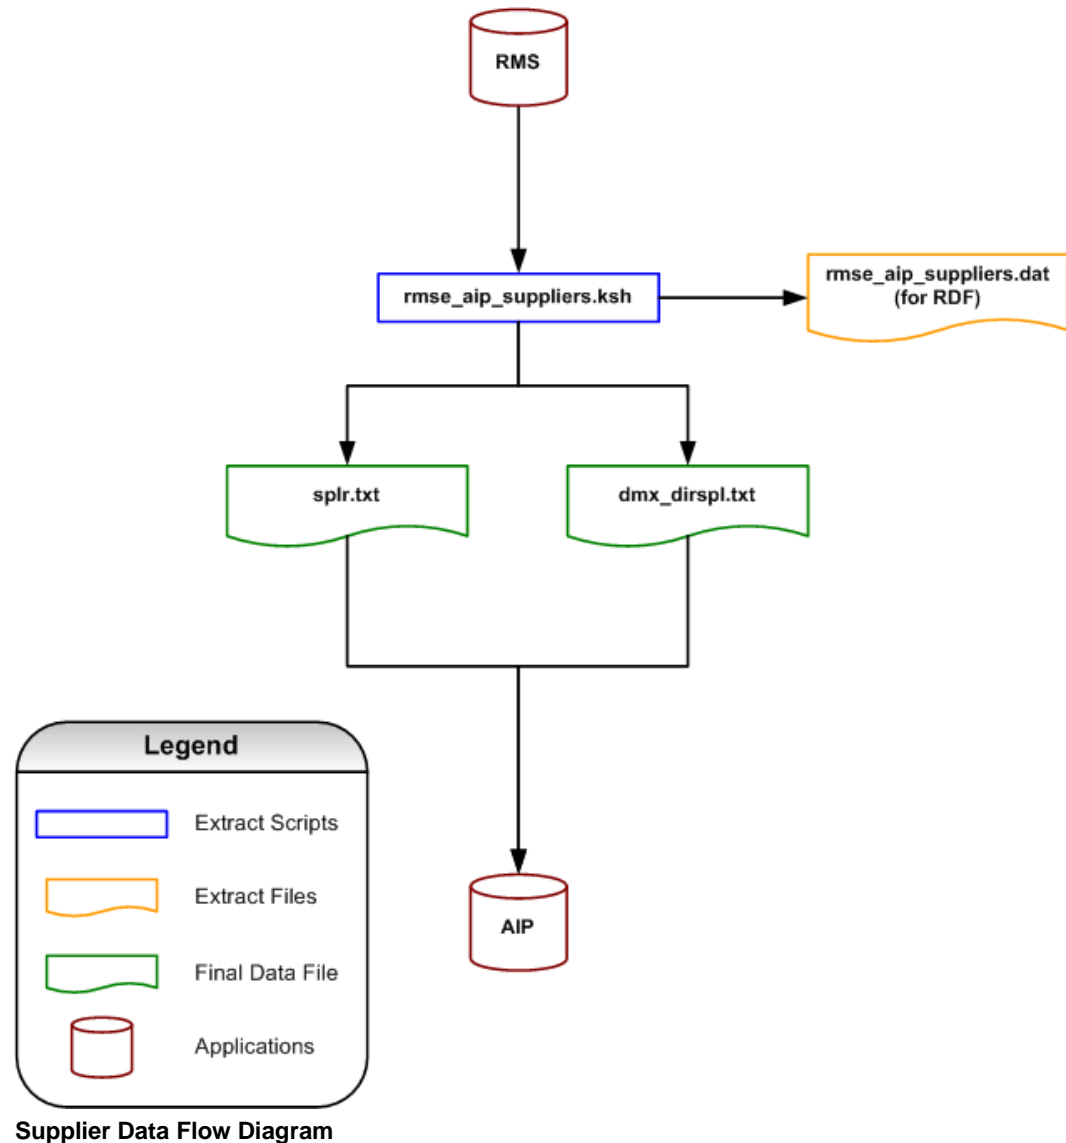 RMS
rmse_aip_suppliers.ksh
rmse_aip_suppliers.dat
(for RDF)
splr.txt
dmx_dirspl.txt
AIP
Legend
Extract Scripts
Extract Files
Final Data File
Applications
Supplier Data Flow Diagram